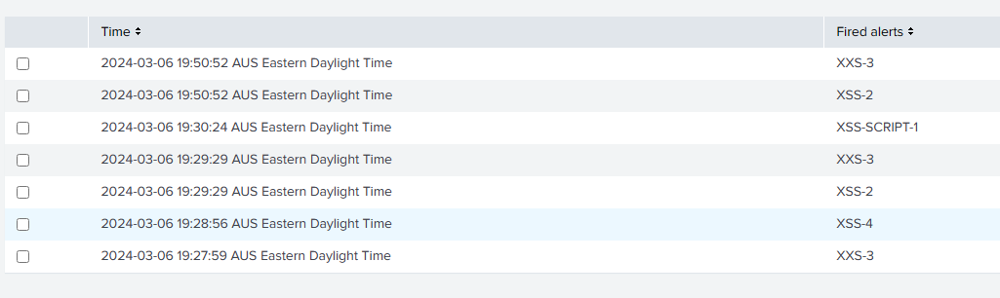 Time Fired alerts
2024-03-06 19:50:52 AUS Eastern Daylight Time XXS-3
2024-03-06 19:50:52 AUS Eastern Daylight Time XSS-2
2024-03-06 19:30:24 AUS Eastern Daylight Time XSS-SCRIPT-1
2024-03-06 19:29:29 AUS Eastern Daylight Time XXS-3
2024-03-06 19:29:29 AUS Eastern Daylight Time XSS-2
2024-03-06 19:28:56 AUS Eastern Daylight Time XSS-4
2024-03-06 19:27:59 AUS Eastern Daylight Time XXS-3